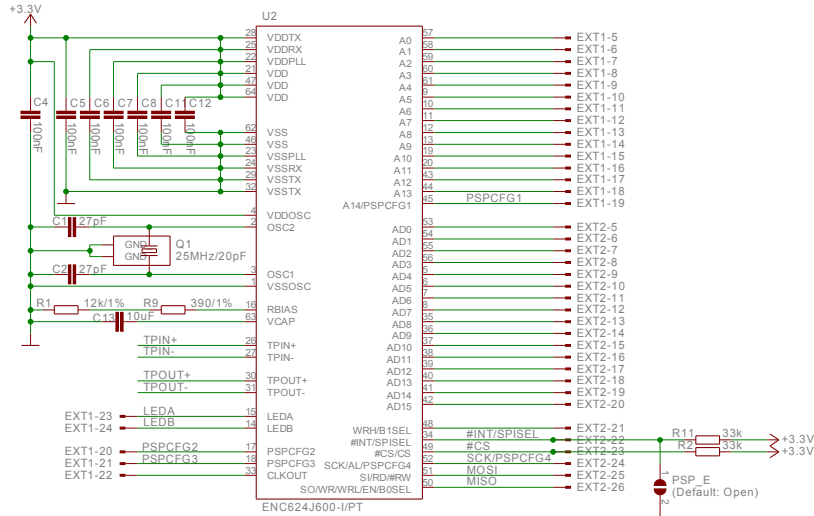 +3.3V
U2
28 VDDTX A0 57 EXT1-5
25 VDDRX A1 58 EXT1-6
22 VDDPLL A2 59 EXT1-7
21 VDD A3 60 EXT1-8
47 VDD A4 61 EXT1-9
64 VDD A5 9 EXT1-10
C4 C5 C6 C7 C8 C11 C12
100nF 100nF 100nF 100nF 100nF 100nF 100nF
A6 10 EXT1-11
A7 11 EXT1-12
62 VSS A8 12 EXT1-13
46 VSS A9 13 EXT1-14
23 VSSPLL A10 19 EXT1-15
24 VSSRX A11 20 EXT1-16
29 VSSTX A12 43 EXT1-17
32 VSSTX A13 44 EXT1-18
A14/PSPCFG1 45 PSPCFG1 EXT1-19
4 VDDOSC
C1 27pF 2 OSC2 AD0 53 EXT2-5
AD1 54 EXT2-6
GND Q1 AD2 55 EXT2-7
GND 25MHz/20pF AD3 56 EXT2-8
C2 27pF 3 OSC1 AD4 5 EXT2-9
1 VSSOSC AD5 6 EXT2-10
AD6 7 EXT2-11
R1 12k/1% R9 390/1% 16 RBIAS AD7 8 EXT2-12
C13 10uF 63 VCAP AD8 35 EXT2-13
AD9 36 EXT2-14
TPIN+ 26 TPIN+ AD10 37 EXT2-15
TPIN- 27 TPIN- AD11 38 EXT2-16
AD12 39 EXT2-17
TPOUT+ 30 TPOUT+ AD13 40 EXT2-18
TPOUT- 31 TPOUT- AD14 41 EXT2-19
AD15 42 EXT2-20
EXT1-23 LEDA 15 LEDA
EXT1-24 LEDB 14 LEDB WRH/B1SEL 48 EXT2-21
#INT/SPISEL 34 #INT/SPISEL EXT2-22 R11 33k +3.3V
EXT1-20 PSPCFG2 17 PSPCFG2 #CS/CS 49 #CS EXT2-23 R2 33k +3.3V
EXT1-21 PSPCFG3 18 PSPCFG3 SCK/AL/PSPCFG4 52 SCK/PSPCFG4 EXT2-24
EXT1-22 33 CLKOUT SI/RD/#RW 51 MOSI EXT2-25
SO/WR/WRL/EN/B0SEL 50 MISO EXT2-26
1 PSP_E
2 (Default: Open)
ENC624J600-I/PT